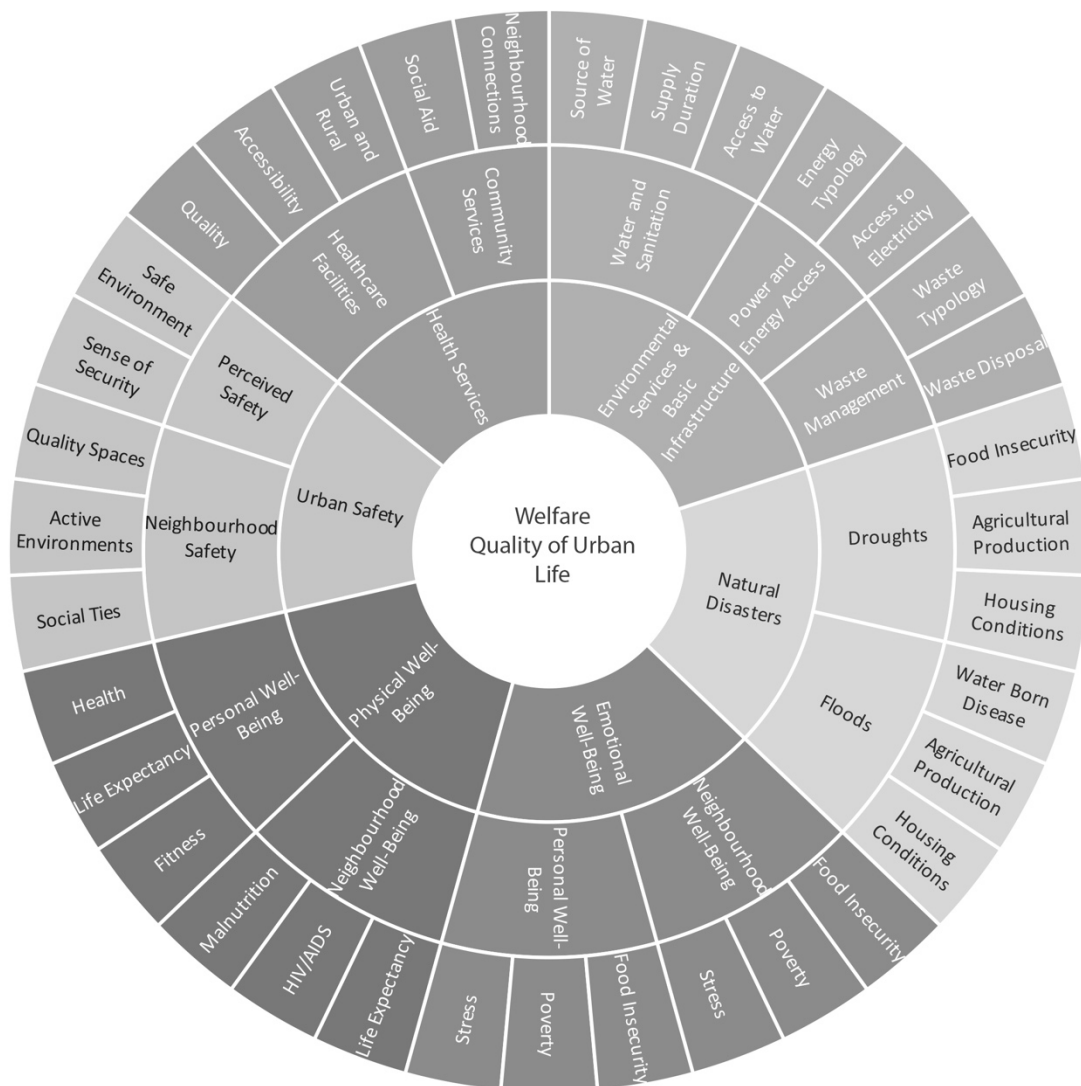 Welfare
Quality of Urban
Life
Environmental
Services &
Basic
Infrastructure
Natural
Disasters
Emotional
Well-Being
Physical Well-
Being
Urban Safety
Health Services
Water and
Sanitation
Power and
Energy Access
Waste
Management
Droughts
Floods
Neighbourhood
Well-Being
Personal Well-
Being
Neighbourhood
Well-Being
Personal Well-
Being
Neighbourhood
Safety
Perceived
Safety
Healthcare
Facilities
Community
Services
Source of
Water
Supply
Duration
Access to
Water
Energy
Typology
Access to
Electricity
Waste
Typology
Waste Disposal
Food Insecurity
Agricultural
Production
Housing
Conditions
Water Born
Disease
Agricultural
Production
Housing
Conditions
Food Insecurity
Poverty
Stress
Food Insecurity
Poverty
Stress
Life Expectancy
HIV/AIDS
Malnutrition
Fitness
Life Expectancy
Health
Social Ties
Active
Environments
Quality Spaces
Sense of
Security
Safe
Environment
Quality
Accessibility
Urban and
Rural
Social Aid
Neighbourhood
Connections